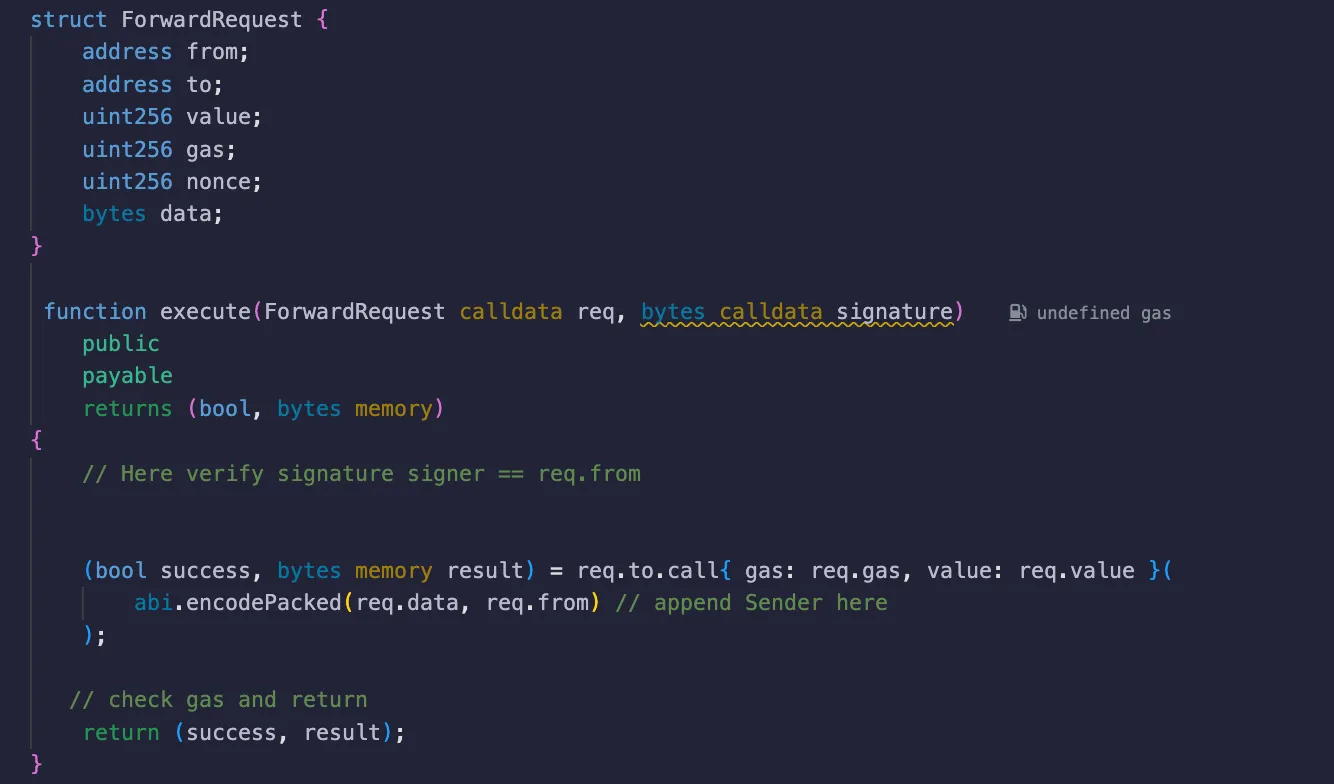 struct ForwardRequest {
address from;
address to;
uint256 value;
uint256 gas;
uint256 nonce;
bytes data;
}
function execute(ForwardRequest calldata req, bytes calldata signature) undefined gas
public
payable
returns (bool, bytes memory)
{
// Here verify signature signer == req.from
(bool success, bytes memory result) = req.to.call{ gas: req.gas, value: req.value }(
abi.encodePacked(req.data, req.from) // append Sender here
);
// check gas and return
return (success, result);
}